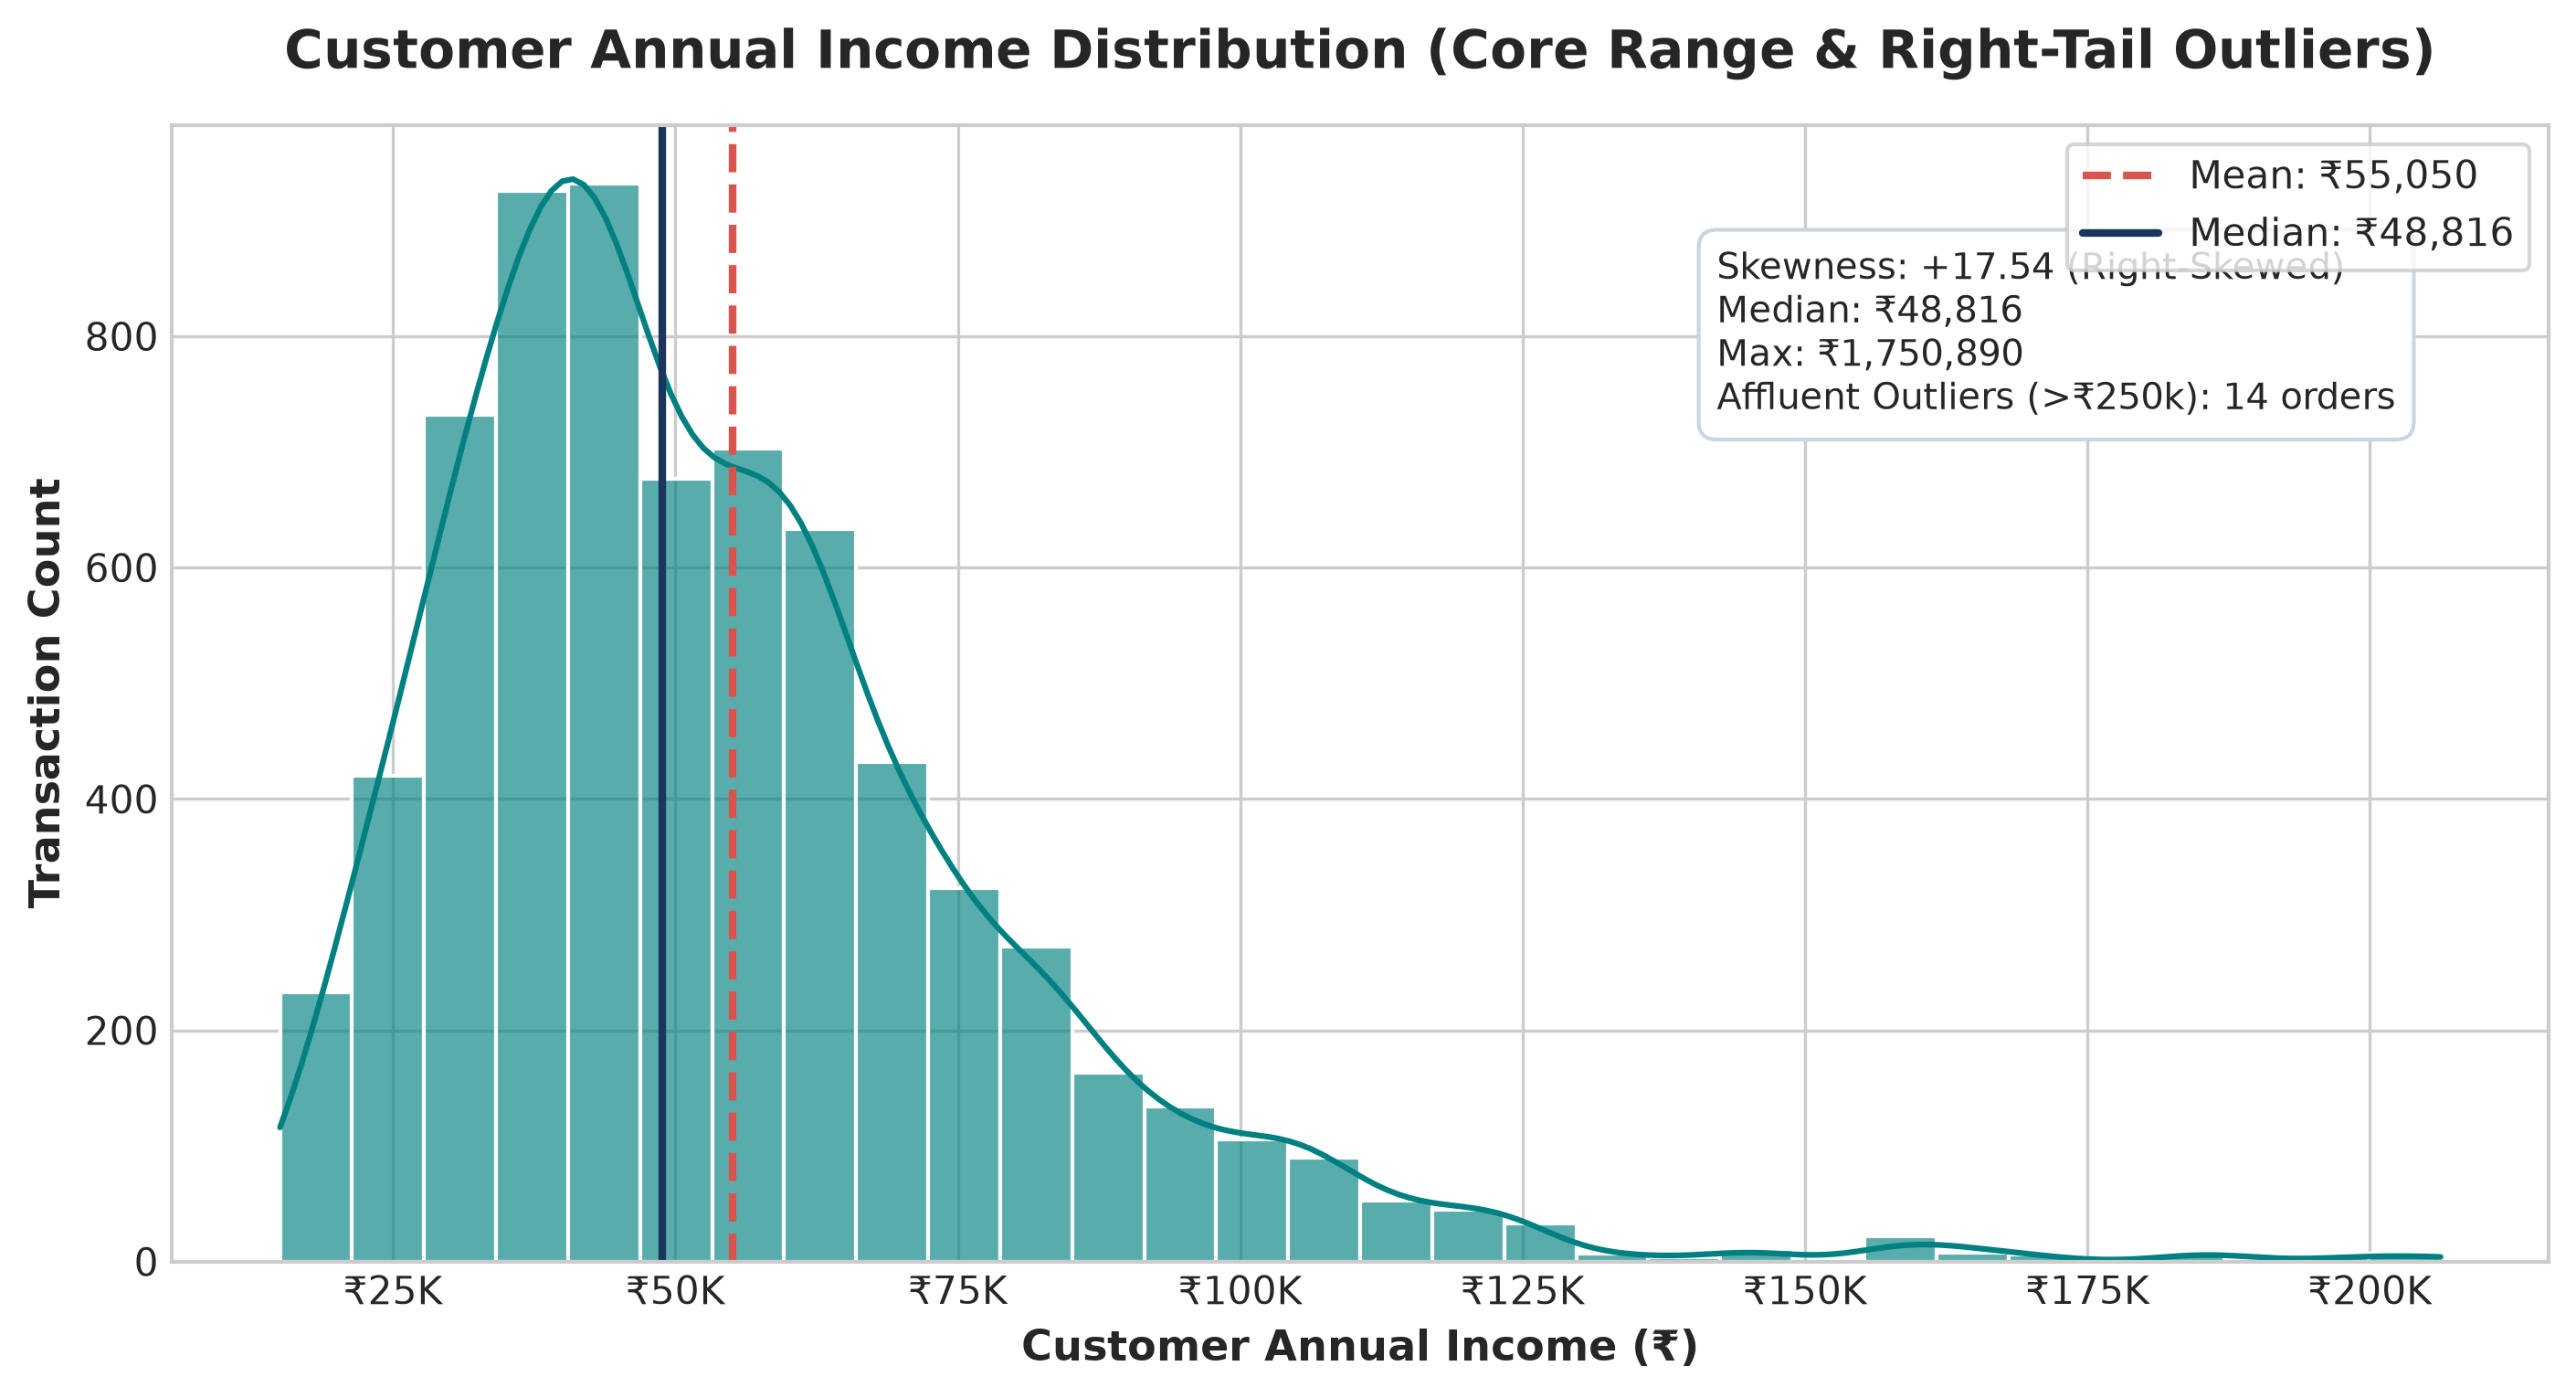 Customer Annual Income Distribution (Core Range & Right-Tail Outliers)
Mean: ₹55,050
Median: ₹48,816
Skewness: +17.54 (Right-Skewed)
Median: ₹48,816
Max: ₹1,750,890
Affluent Outliers (>₹250k): 14 orders
Transaction Count
800
600
400
200
0
₹25K
₹50K
₹75K
₹100K
₹125K
₹150K
₹175K
₹200K
Customer Annual Income (₹)